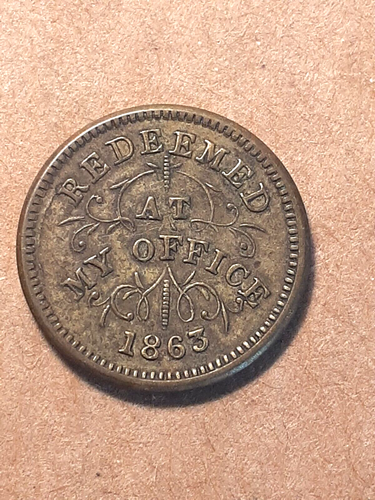 REDEEMED
AT
MY OFFICE
1863